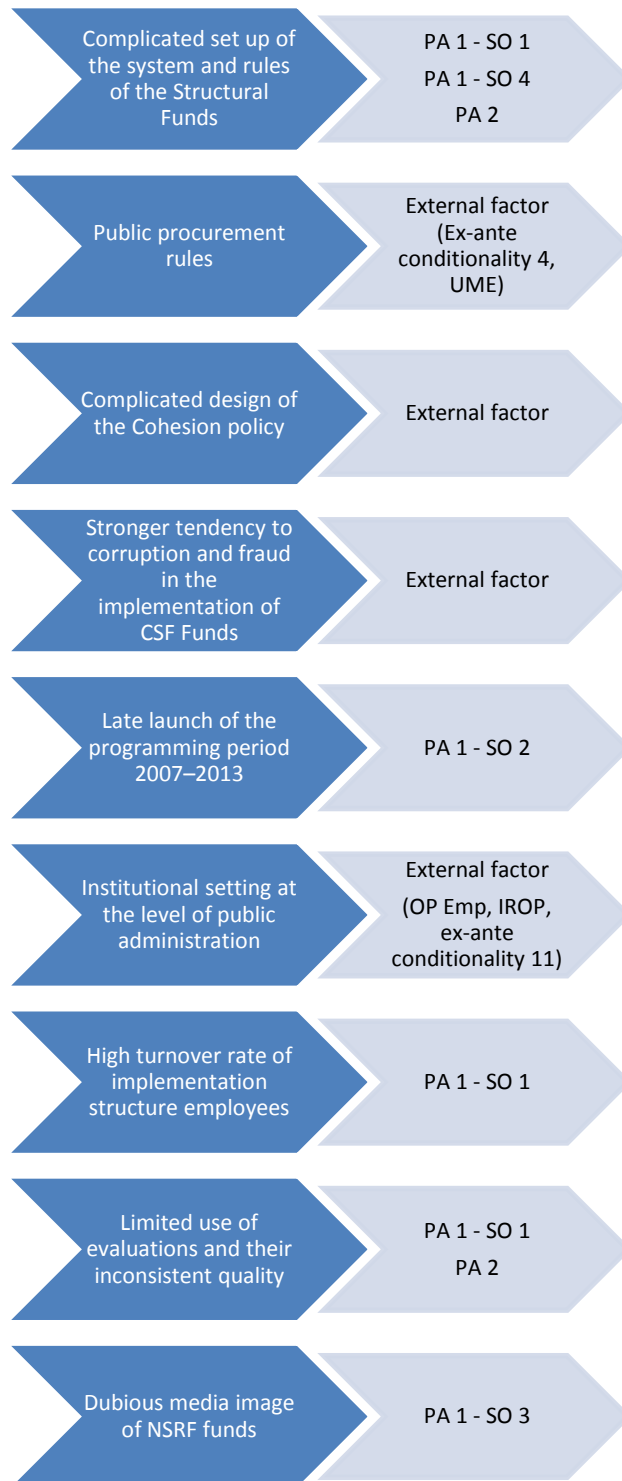 Complicated set up of
the system and rules
of the Structural
Funds
PA 1 - SO 1
PA 1 - SO 4
PA 2
Public procurement
rules
External factor
(Ex-ante
conditionality 4,
UME)
Complicated design of
the Cohesion policy
External factor
Stronger tendency to
corruption and fraud
in the
implementation of
CSF Funds
External factor
Late launch of the
programming period
2007–2013
PA 1 - SO 2
Institutional setting at
the level of public
administration
External factor
(OP Emp, IROP,
ex-ante
conditionality 11)
High turnover rate of
implementation
structure employees
PA 1 - SO 1
Limited use of
evaluations and their
inconsistent quality
PA 1 - SO 1
PA 2
Dubious media image
of NSRF funds
PA 1 - SO 3